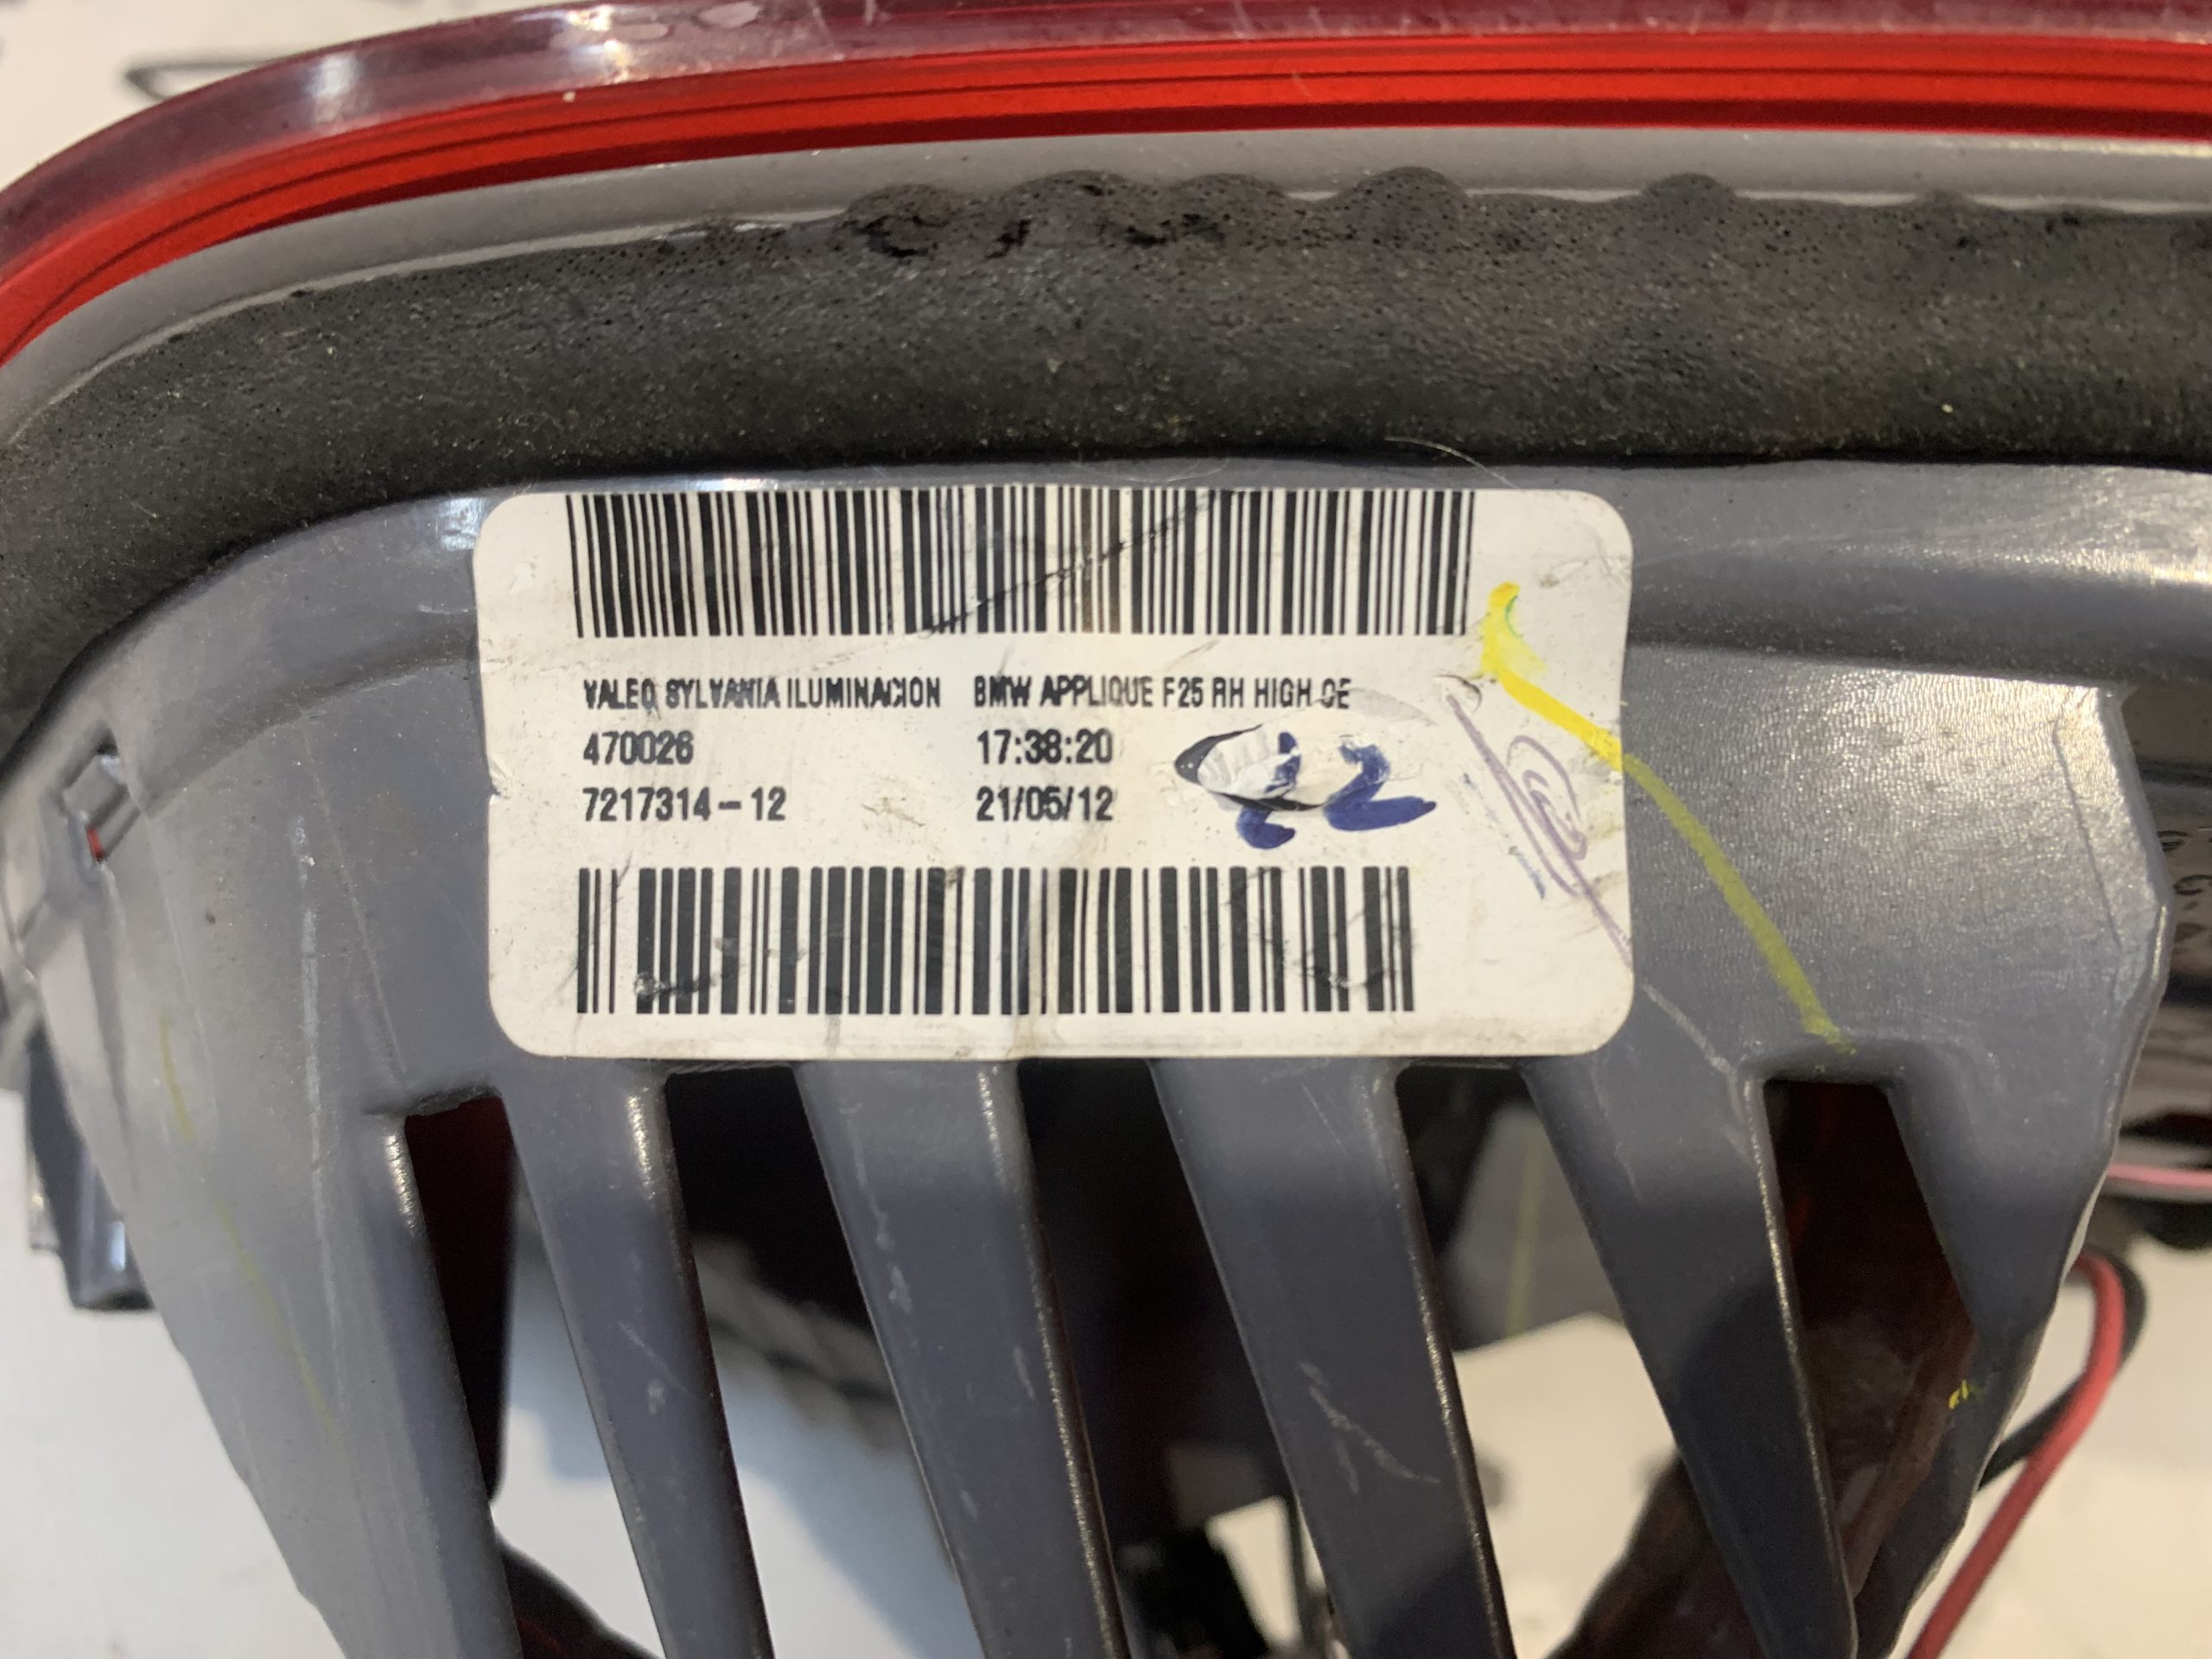 VALEO SYLVANIA ILUMINACION BMW APPLIQUE F25 RH HIGH CE
470026 17:38:20
7217314-12 21/05/12